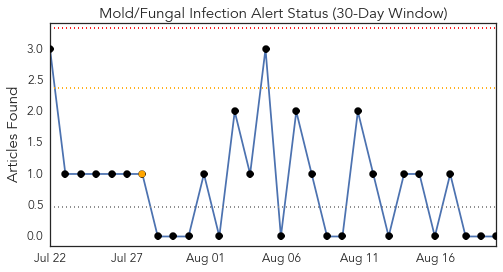 Mold/Fungal Infection Alert Status (30-Day Window)
Articles Found
3.0
2.5
2.0
1.5
1.0
0.5
0.0
Jul 22 Jul 27 Aug 01 Aug 06 Aug 11 Aug 16